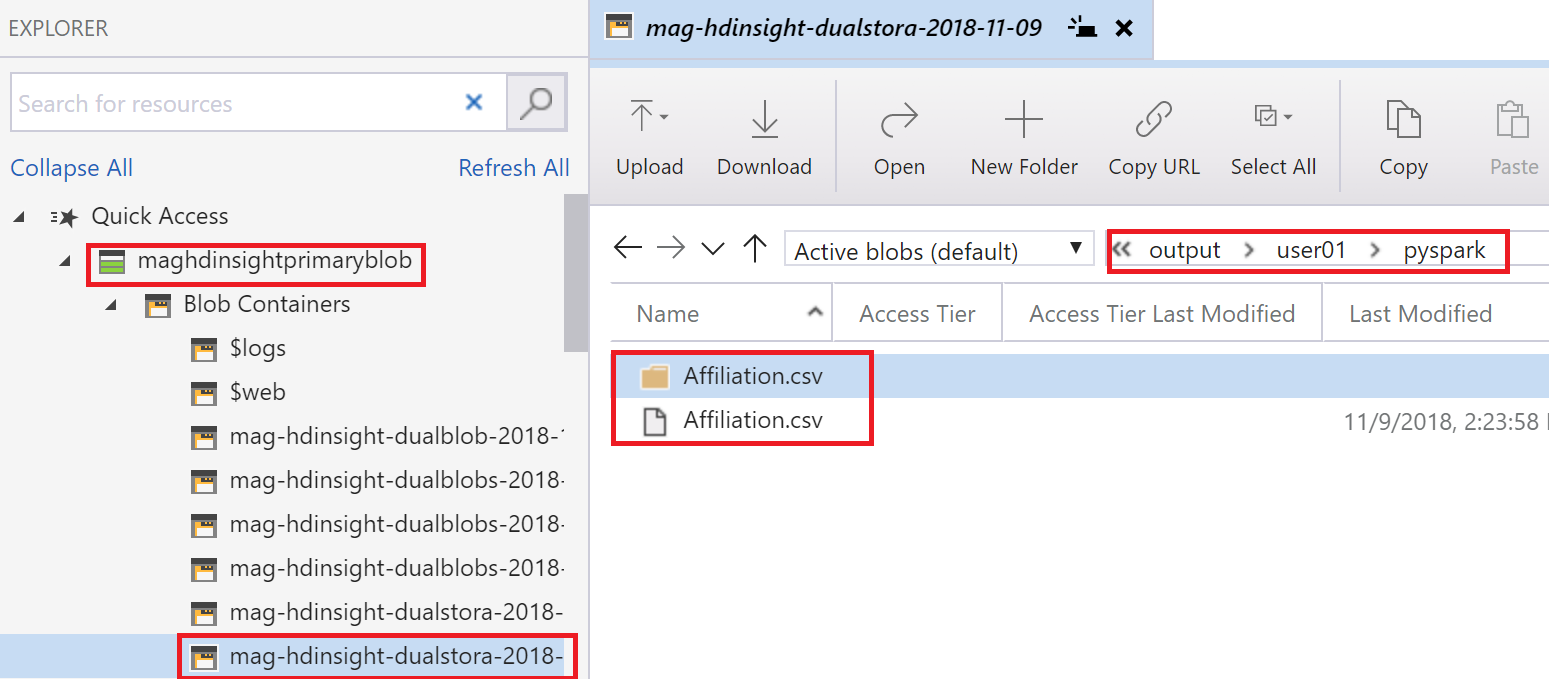 EXPLORER
Search for resources
Collapse All Refresh All
Quick Access
maghdinsightprimaryblob
Blob Containers
$logs
$web
mag-hdinsight-dualblob-2018-
mag-hdinsight-dualblobs-2018-
mag-hdinsight-dualblobs-2018-
mag-hdinsight-dualblobs-2018-
mag-hdinsight-dualstora-2018-
mag-hdinsight-dualstora-2018-
mag-hdinsight-dualstora-2018-11-09
Upload Download Open New Folder Copy URL Select All Copy Paste
Active blobs (default) « output > user01 > pyspark
Name Access Tier Access Tier Last Modified Last Modified
Affiliation.csv
Affiliation.csv 11/9/2018, 2:23:58